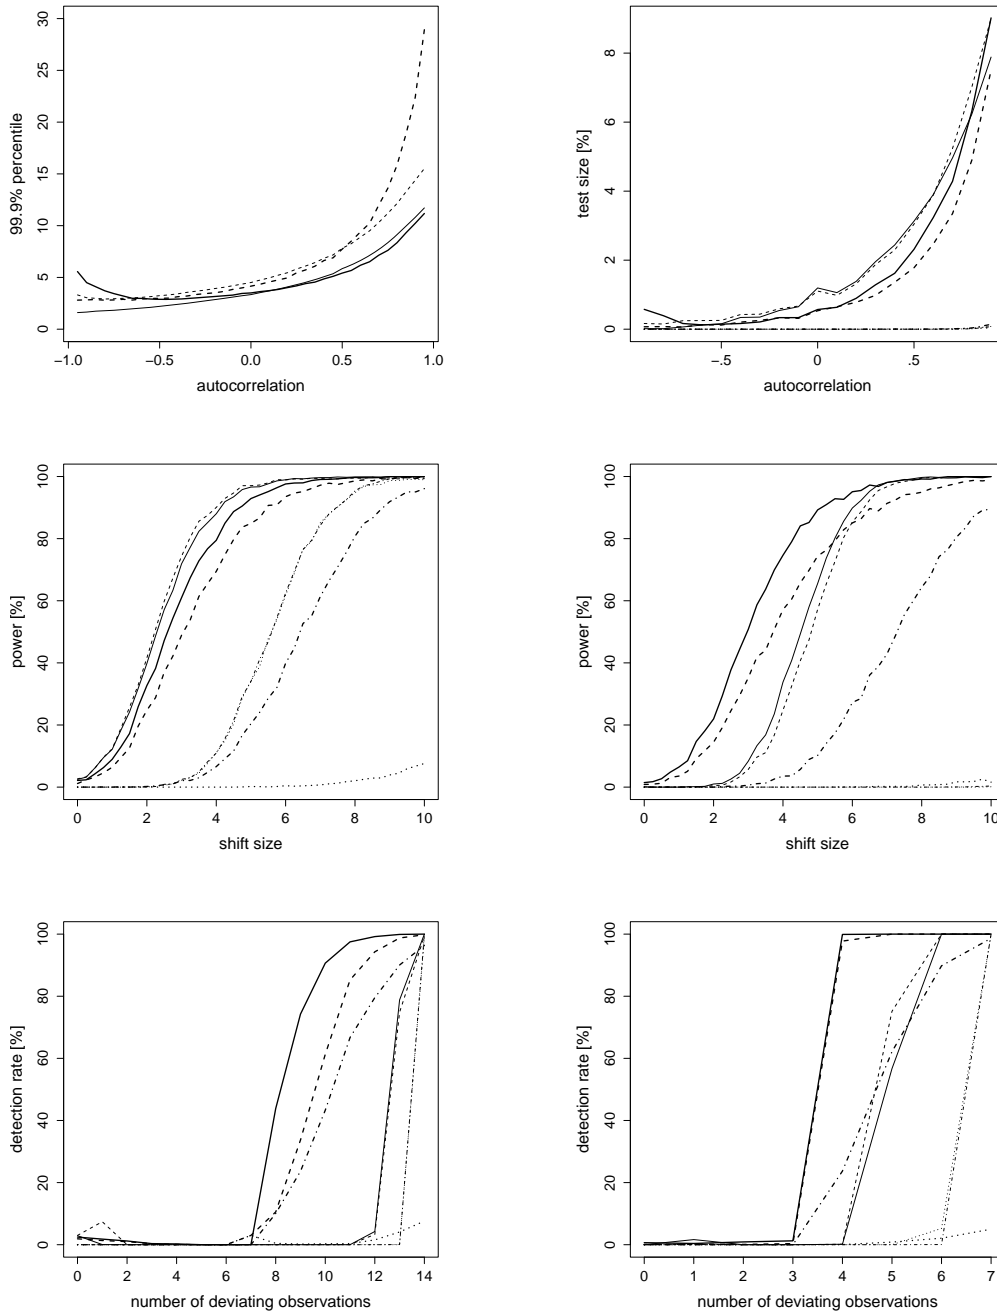 99.9% percentile
30
25
20
15
10
5
0
−1.0 −0.5 0.0 0.5 1.0
autocorrelation
test size [%]
8
6
4
2
0
−.5 0 .5
autocorrelation
power [%]
100
80
60
40
20
0
0 2 4 6 8 10
shift size
power [%]
100
80
60
40
20
0
0 2 4 6 8 10
shift size
detection rate [%]
100
80
60
40
20
0
0 2 4 6 8 10 12 14
number of deviating observations
detection rate [%]
100
80
60
40
20
0
0 1 2 3 4 5 6 7
number of deviating observations